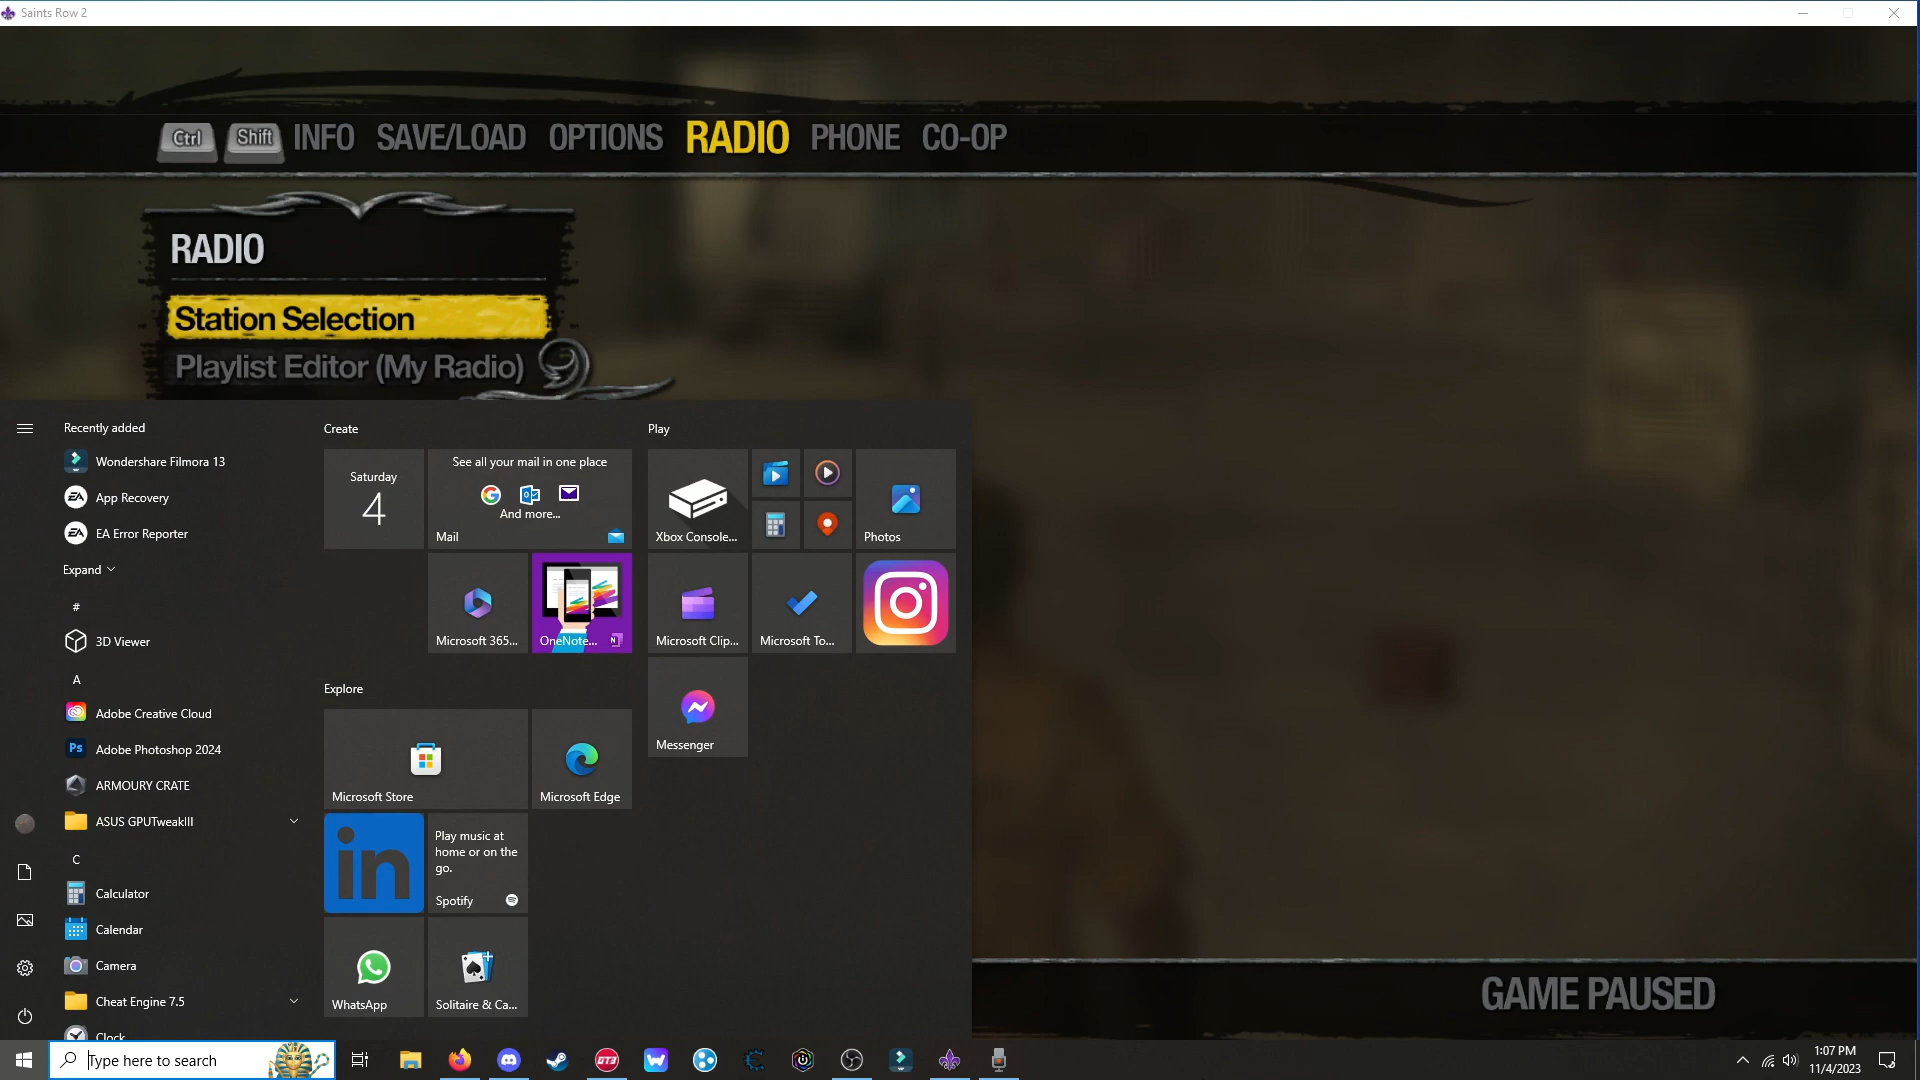 Saints Row 2
Ctrl Shift INFO SAVE/LOAD OPTIONS RADIO PHONE CO-OP
RADIO
Station Selection
Playlist Editor (My Radio)
Recently added
Wondershare Filmora 13
App Recovery
EA Error Reporter
Expand
#
3D Viewer
A
Adobe Creative Cloud
Adobe Photoshop 2024
ARMOURY CRATE
ASUS GPUTweakIII
C
Calculator
Calendar
Camera
Cheat Engine 7.5
Clock
Create
Saturday
4
See all your mail in one place
And more...
Mail
Microsoft 365...
OneNote...
Explore
Microsoft Store
Microsoft Edge
in
Play music at
home or on the
go.
Spotify
WhatsApp
Solitaire & Ca...
Play
Xbox Console...
Photos
Microsoft Clip...
Microsoft To...
Messenger
GAME PAUSED
Type here to search
GT3
1:07 PM
11/4/2023